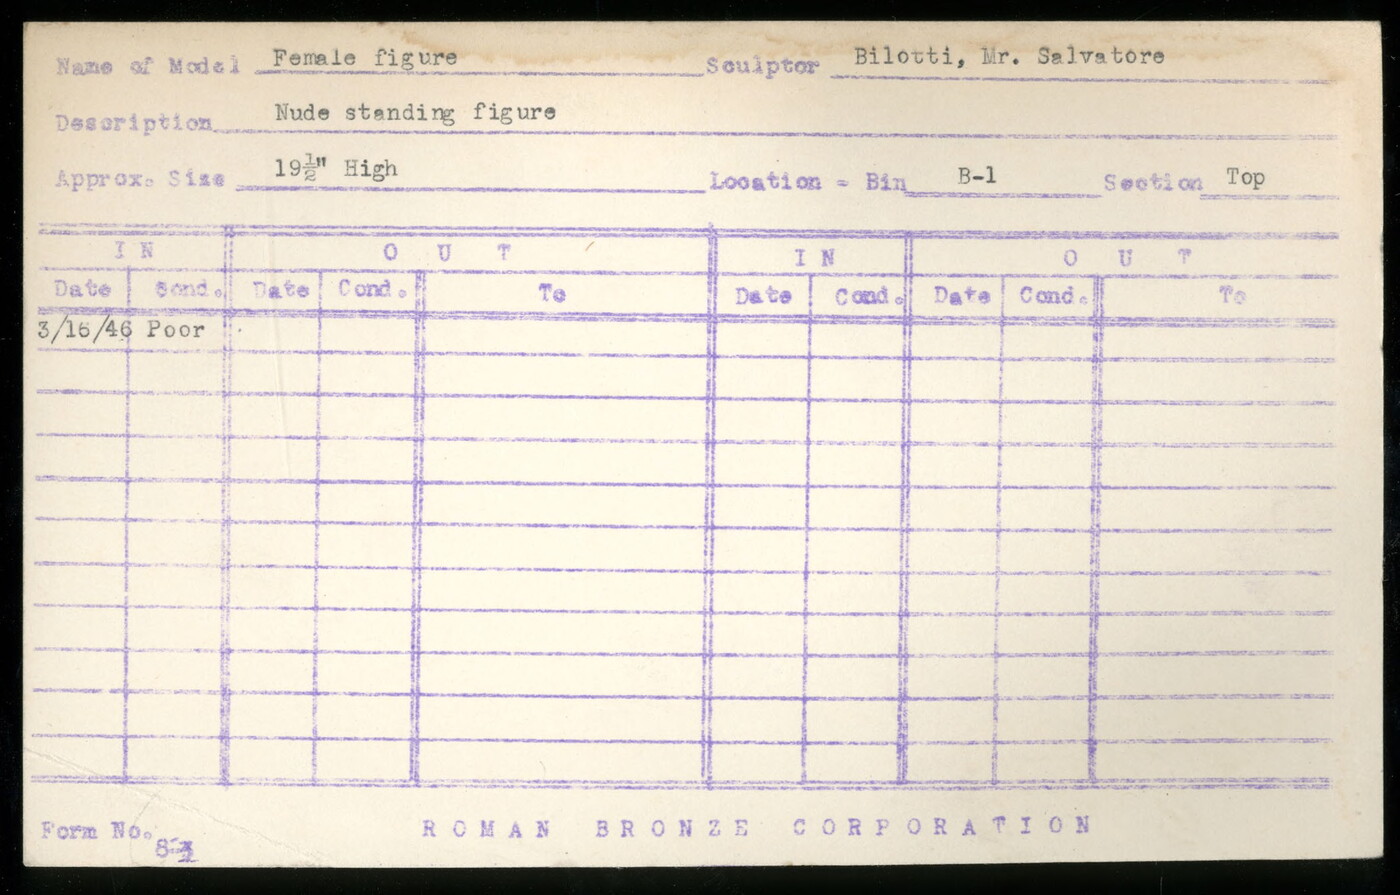 Name of Model Female figure Sculptor Bilotti, Mr. Salvatore
Description Nude standing figure
Approx. Size 19½" High Location - Bin B-1 Section Top
IN OUT IN OUT
Date Cond. Date Cond. To Date Cond. Date Cond. To
3/16/46 Poor
Form No. ROMAN BRONZE CORPORATION